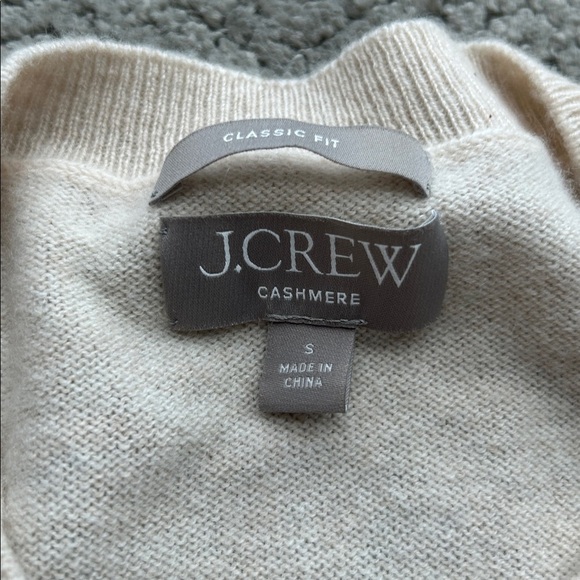 CLASSIC FIT
J.CREW
CASHMERE
S
MADE IN
CHINA